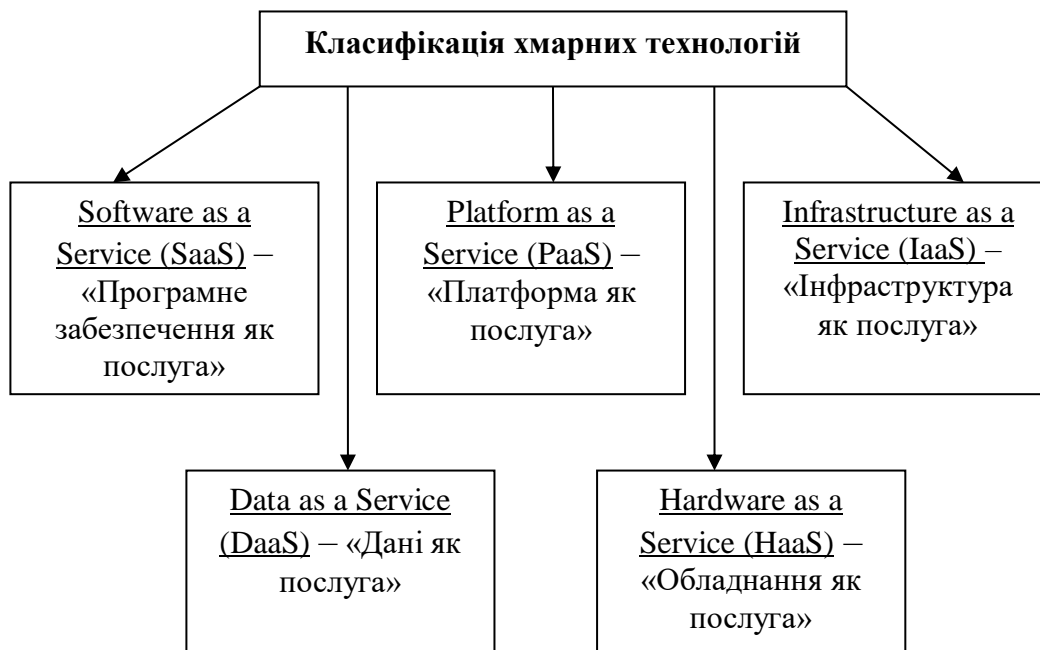 Класифікація хмарних технологій
Software as a
Service (SaaS) –
«Програмне
забезпечення як
послуга»
Platform as a
Service (PaaS) –
«Платформа як
послуга»
Infrastructure as a
Service (IaaS) –
«Інфраструктура
як послуга»
Data as a Service
(DaaS) – «Дані як
послуга»
Hardware as a
Service (HaaS) –
«Обладнання як
послуга»